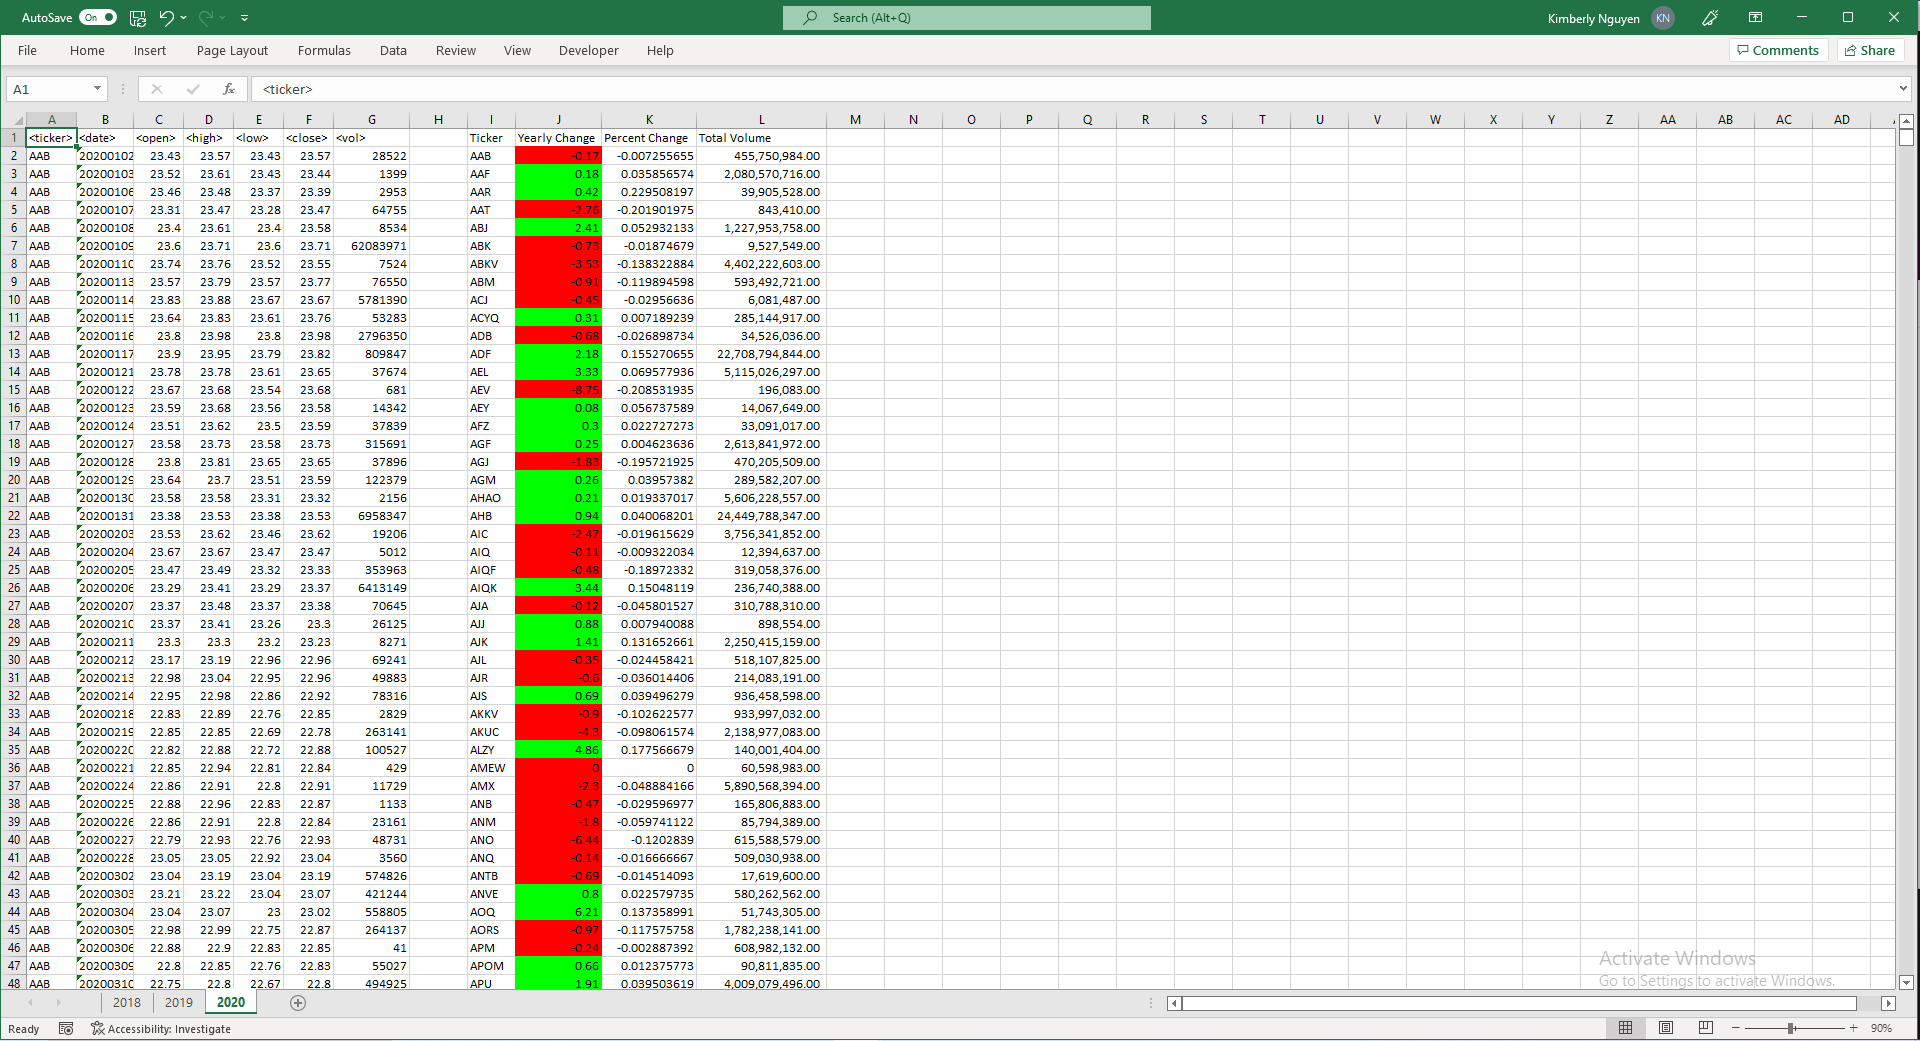 AutoSave On Search (Alt+Q) Kimberly Nguyen KN
File Home Insert Page Layout Formulas Data Review View Developer Help Comments Share
A1 fx <ticker>
A B C D E F G H I J K L M N O P Q R S T U V W X Y Z AA AB AC AD
1 <ticker> <date> <open> <high> <low> <close> <vol> Ticker Yearly Change Percent Change Total Volume
2 AAB 20200102 23.43 23.57 23.43 23.57 28522 AAB -0.17 -0.007255655 455,750,984.00
3 AAB 20200103 23.52 23.61 23.43 23.44 1399 AAF 0.18 0.035856574 2,080,570,716.00
4 AAB 20200106 23.46 23.48 23.37 23.39 2953 AAR 0.42 0.229508197 39,905,528.00
5 AAB 20200107 23.31 23.47 23.28 23.47 64755 AAT -2.76 -0.201901975 843,410.00
6 AAB 20200108 23.4 23.61 23.4 23.58 8534 ABJ 2.41 0.052932133 1,227,953,758.00
7 AAB 20200109 23.6 23.71 23.6 23.71 62083971 ABK -0.73 -0.01874679 9,527,549.00
8 AAB 20200110 23.74 23.76 23.52 23.55 7524 ABKV -3.53 -0.138322884 4,402,222,603.00
9 AAB 20200113 23.57 23.79 23.57 23.77 76550 ABM -0.91 -0.119894598 593,492,721.00
10 AAB 20200114 23.83 23.88 23.67 23.67 5781390 ACJ -0.45 -0.02956636 6,081,487.00
11 AAB 20200115 23.64 23.83 23.61 23.76 53283 ACYQ 0.31 0.007189239 285,144,917.00
12 AAB 20200116 23.8 23.98 23.8 23.98 2796350 ADB -0.68 -0.026898734 34,526,036.00
13 AAB 20200117 23.9 23.95 23.79 23.82 809847 ADF 2.18 0.155270655 22,708,794,844.00
14 AAB 20200121 23.78 23.78 23.61 23.65 37674 AEL 3.33 0.069577936 5,115,026,297.00
15 AAB 20200122 23.67 23.68 23.54 23.68 681 AEV -8.75 -0.208531935 196,083.00
16 AAB 20200123 23.59 23.68 23.56 23.58 14342 AEY 0.08 0.056737589 14,067,649.00
17 AAB 20200124 23.51 23.62 23.5 23.59 37839 AFZ 0.3 0.022727273 33,091,017.00
18 AAB 20200127 23.58 23.73 23.58 23.73 315691 AGF 0.25 0.004623636 2,613,841,972.00
19 AAB 20200128 23.8 23.81 23.65 23.65 37896 AGJ -1.83 -0.195721925 470,205,509.00
20 AAB 20200129 23.64 23.7 23.51 23.59 122379 AGM 0.26 0.03957382 289,582,207.00
21 AAB 20200130 23.58 23.58 23.31 23.32 2156 AHAO 0.21 0.019337017 5,606,228,557.00
22 AAB 20200131 23.38 23.53 23.38 23.53 6958347 AHB 0.94 0.040068201 24,449,788,347.00
23 AAB 20200203 23.53 23.62 23.46 23.62 19206 AIC -2.47 -0.019615629 3,756,341,852.00
24 AAB 20200204 23.67 23.67 23.47 23.47 5012 AIQ -0.11 -0.009322034 12,394,637.00
25 AAB 20200205 23.47 23.49 23.32 23.33 353963 AIQF -0.48 -0.18972332 319,058,376.00
26 AAB 20200206 23.29 23.41 23.29 23.37 6413149 AIQK 3.44 0.15048119 236,740,388.00
27 AAB 20200207 23.37 23.48 23.37 23.38 70645 AJA -0.12 -0.045801527 310,788,310.00
28 AAB 20200210 23.37 23.41 23.26 23.3 26125 AJJ 0.88 0.007940088 898,554.00
29 AAB 20200211 23.3 23.3 23.2 23.23 8271 AJK 1.41 0.131652661 2,250,415,159.00
30 AAB 20200212 23.17 23.19 22.96 22.96 69241 AJL -0.35 -0.024458421 518,107,825.00
31 AAB 20200213 22.98 23.04 22.95 22.96 49883 AJR -0.6 -0.036014406 214,083,191.00
32 AAB 20200214 22.95 22.98 22.86 22.92 78316 AJS 0.69 0.039496279 936,458,598.00
33 AAB 20200218 22.83 22.89 22.76 22.85 2829 AKKV -0.9 -0.102622577 933,997,032.00
34 AAB 20200219 22.85 22.85 22.69 22.78 263141 AKUC -4.3 -0.098061574 2,138,977,083.00
35 AAB 20200220 22.82 22.88 22.72 22.88 100527 ALZY 4.86 0.177566679 140,001,404.00
36 AAB 20200221 22.85 22.94 22.81 22.84 429 AMEW 0 0 60,598,983.00
37 AAB 20200224 22.86 22.91 22.8 22.91 11729 AMX -2.3 -0.048884166 5,890,568,394.00
38 AAB 20200225 22.88 22.96 22.83 22.87 1133 ANB -0.47 -0.029596977 165,806,883.00
39 AAB 20200226 22.86 22.91 22.8 22.84 23161 ANM -1.8 -0.059741122 85,794,389.00
40 AAB 20200227 22.79 22.93 22.76 22.93 48731 ANO -6.44 -0.1202839 615,588,579.00
41 AAB 20200228 23.05 23.05 22.92 23.04 3560 ANQ -0.14 -0.016666667 509,030,938.00
42 AAB 20200302 23.04 23.19 23.04 23.19 574826 ANTB -0.69 -0.014514093 17,619,600.00
43 AAB 20200303 23.21 23.22 23.04 23.07 421244 ANVE 0.8 0.022579735 580,262,562.00
44 AAB 20200304 23.04 23.07 23 23.02 558805 AOQ 6.21 0.137358991 51,743,305.00
45 AAB 20200305 22.98 22.99 22.75 22.87 264137 AORS -0.97 -0.117575758 1,782,238,141.00
46 AAB 20200306 22.88 22.9 22.83 22.85 41 APM -0.24 -0.002887392 608,982,132.00
47 AAB 20200309 22.8 22.85 22.76 22.83 55027 APOM 0.66 0.012375773 90,811,835.00
48 AAB 20200310 22.75 22.8 22.67 22.8 494925 APU 1.91 0.039503619 4,009,079,496.00
Activate Windows
Go to Settings to activate Windows.
2018 2019 2020
Ready Accessibility: Investigate 90%